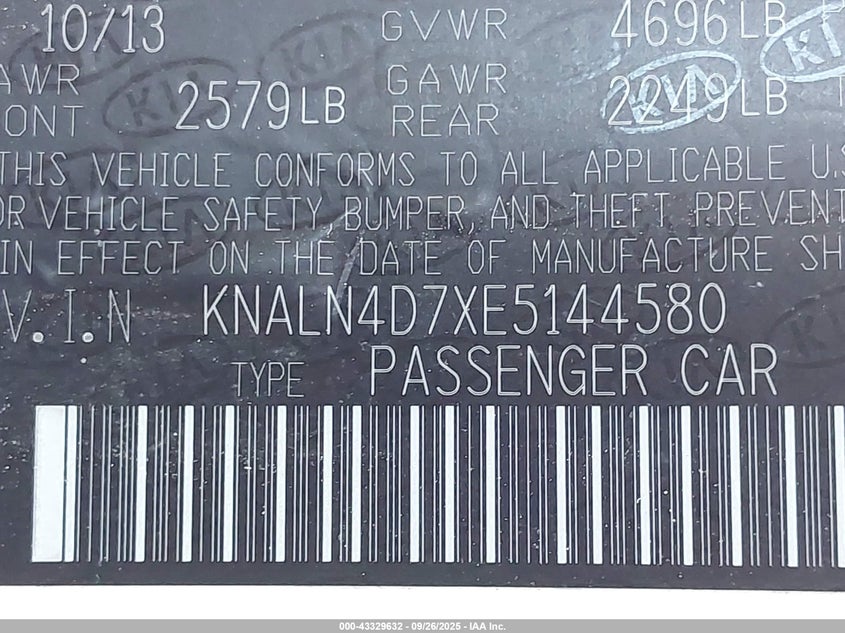 10/13 GVWR 4696LB
AWR GAWR
ONT 2579LB REAR 2249LB
THIS VEHICLE CONFORMS TO ALL APPLICABLE U.S
OR VEHICLE SAFETY BUMPER, AND THEFT PREVENT
IN EFFECT ON THE DATE OF MANUFACTURE SH
V.I.N KNALN4D7XE5144580
TYPE PASSENGER CAR
000-43329632 - 09/26/2025 - IAA Inc.